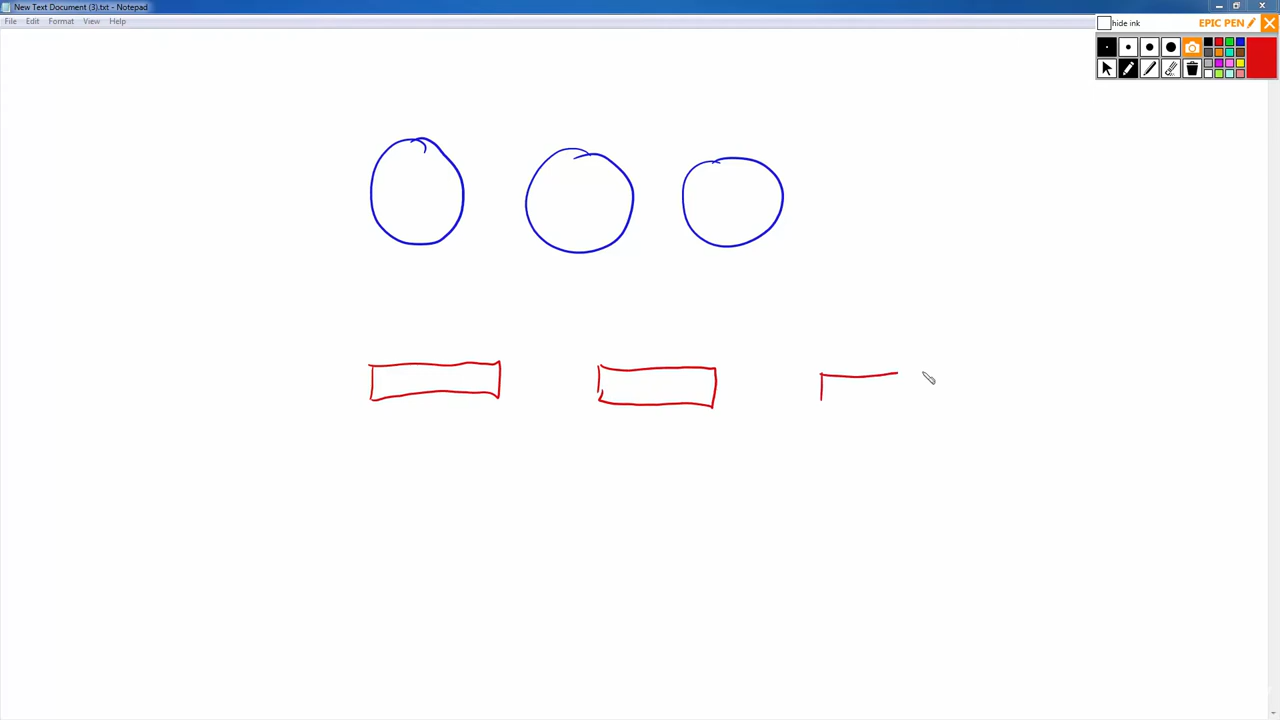 New Text Document (3).txt - Notepad
File Edit Format View Help
hide ink EPIC PEN